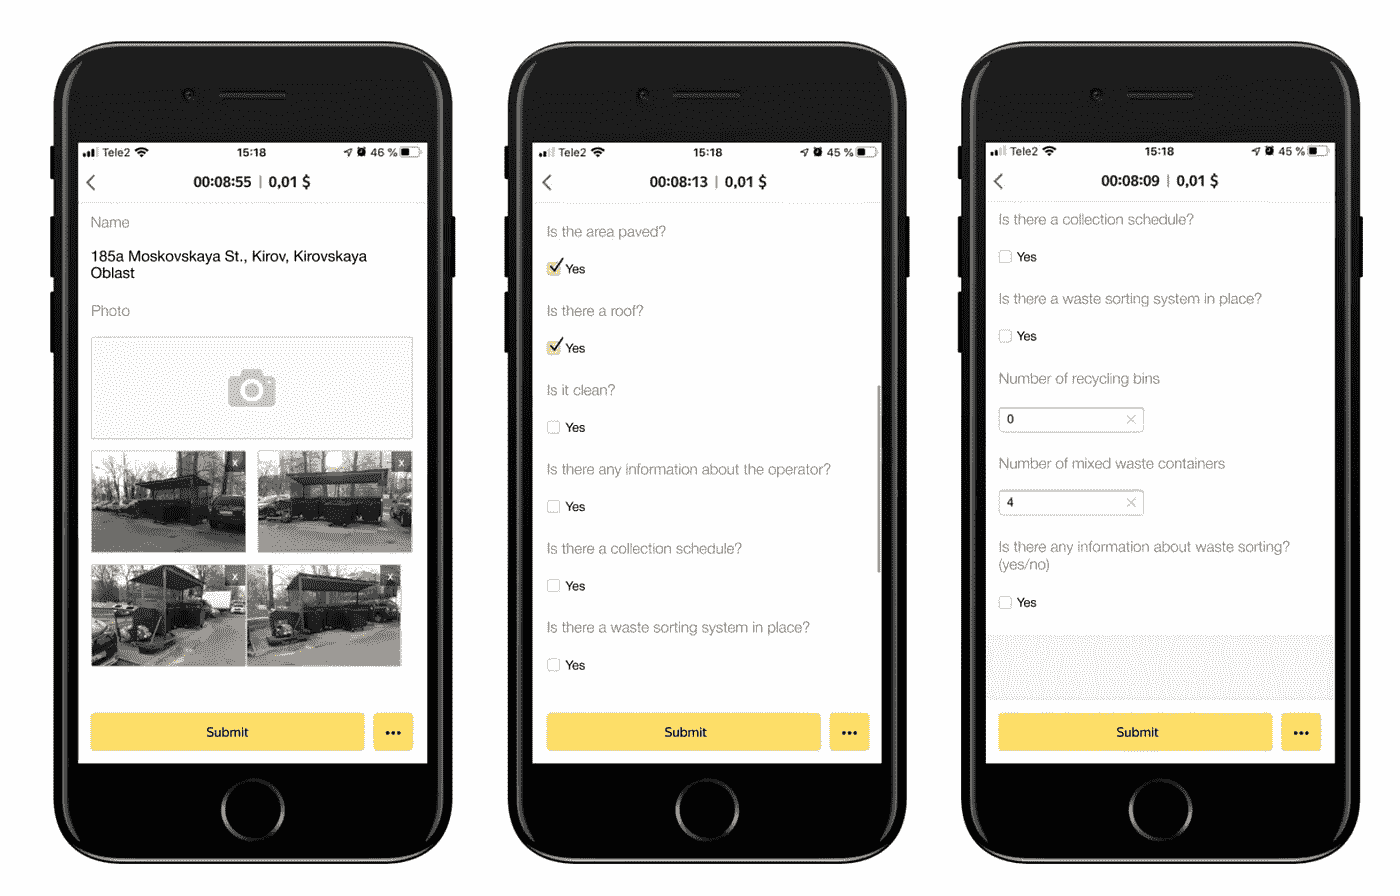 Tele2
15:18
46 %
00:08:55 | 0,01 $
Name
185a Moskovskaya St., Kirov, Kirovskaya
Oblast
Photo
x
x
x
x
Submit
Tele2
15:18
45 %
00:08:13 | 0,01 $
Is the area paved?
Yes
Is there a roof?
Yes
Is it clean?
Yes
Is there any information about the operator?
Yes
Is there a collection schedule?
Yes
Is there a waste sorting system in place?
Yes
Submit
Tele2
15:18
45 %
00:08:09 | 0,01 $
Is there a collection schedule?
Yes
Is there a waste sorting system in place?
Yes
Number of recycling bins
0
Number of mixed waste containers
4
Is there any information about waste sorting?
(yes/no)
Yes
Submit